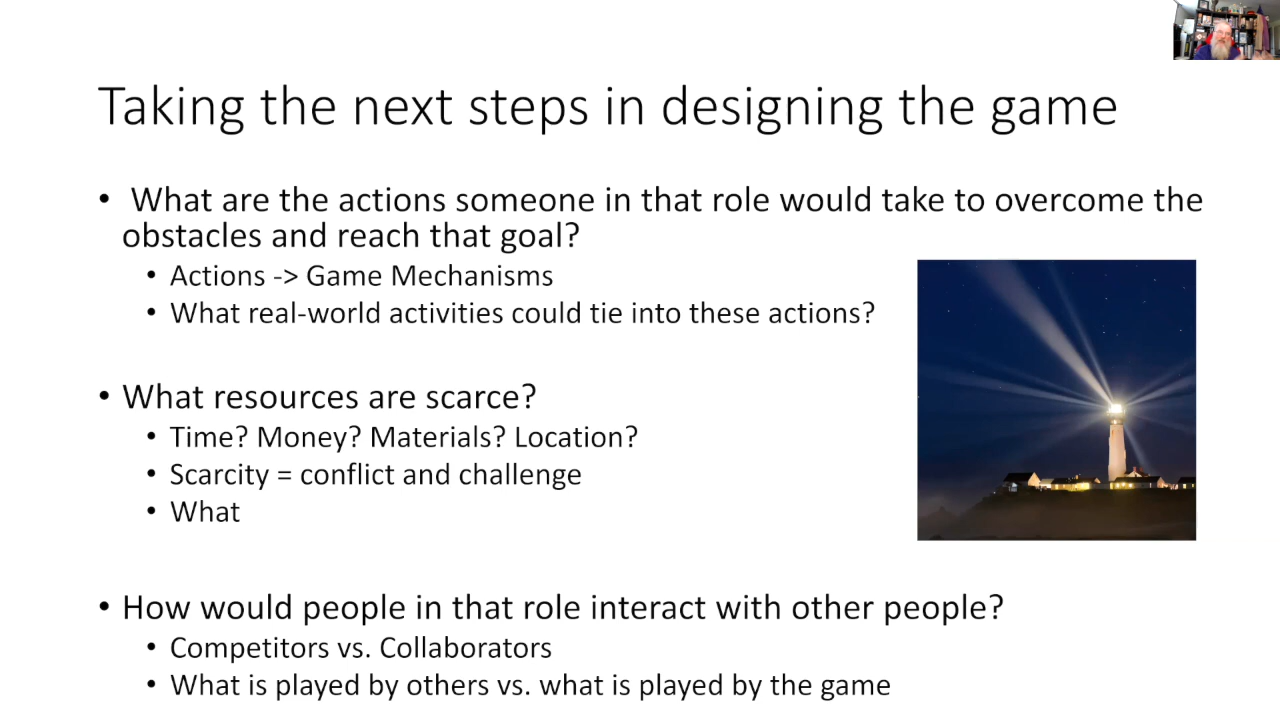 Taking the next steps in designing the game
• What are the actions someone in that role would take to overcome the
obstacles and reach that goal?
• Actions -> Game Mechanisms
• What real-world activities could tie into these actions?
• What resources are scarce?
• Time? Money? Materials? Location?
• Scarcity = conflict and challenge
• What
• How would people in that role interact with other people?
• Competitors vs. Collaborators
• What is played by others vs. what is played by the game